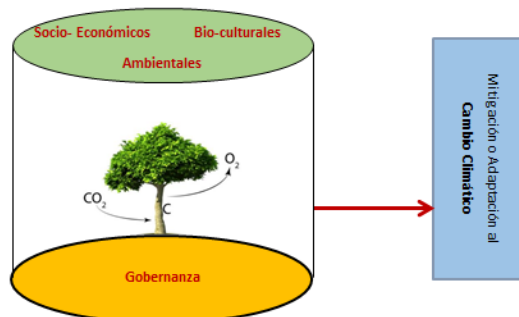 Socio- Económicos
Bio-culturales
Ambientales
O2
CO2
C
Gobernanza
Mitigación o Adaptación al
Cambio Climático